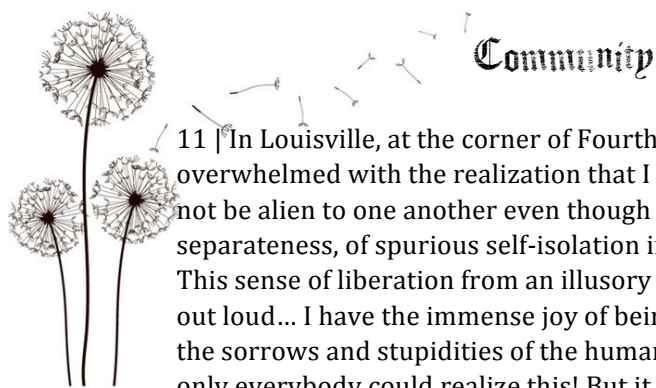 Community
11 | In Louisville, at the corner of Fourth
overwhelmed with the realization that I
not be alien to one another even though
separateness, of spurious self-isolation i
This sense of liberation from an illusory
out loud… I have the immense joy of bein
the sorrows and stupidities of the human
only everybody could realize this! But it